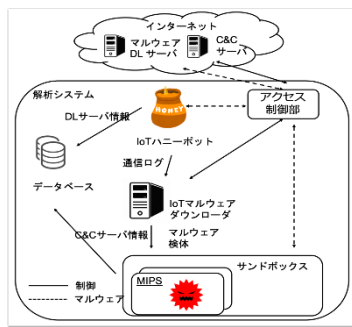 インターネット
マルウェア
DL サーバ
C&C
サーバ
解析システム
アクセス
制御部
DLサーバ情報
HONEY
IoTハニーポット
通信ログ
データベース
IoTマルウェア
ダウンローダ
C&Cサーバ情報
マルウェア
検体
サンドボックス
MIPS
制御
マルウェア